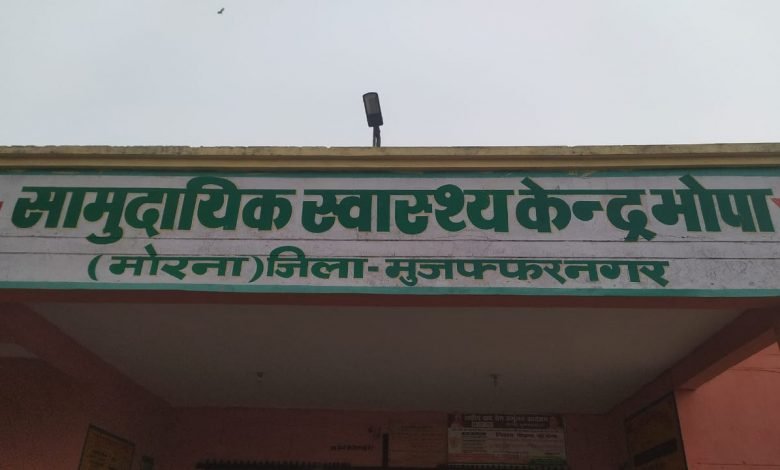 सामुदायिक स्वास्थ्य केन्द्र भोपा
(मोरना) जिला-मुजफ्फरनगर